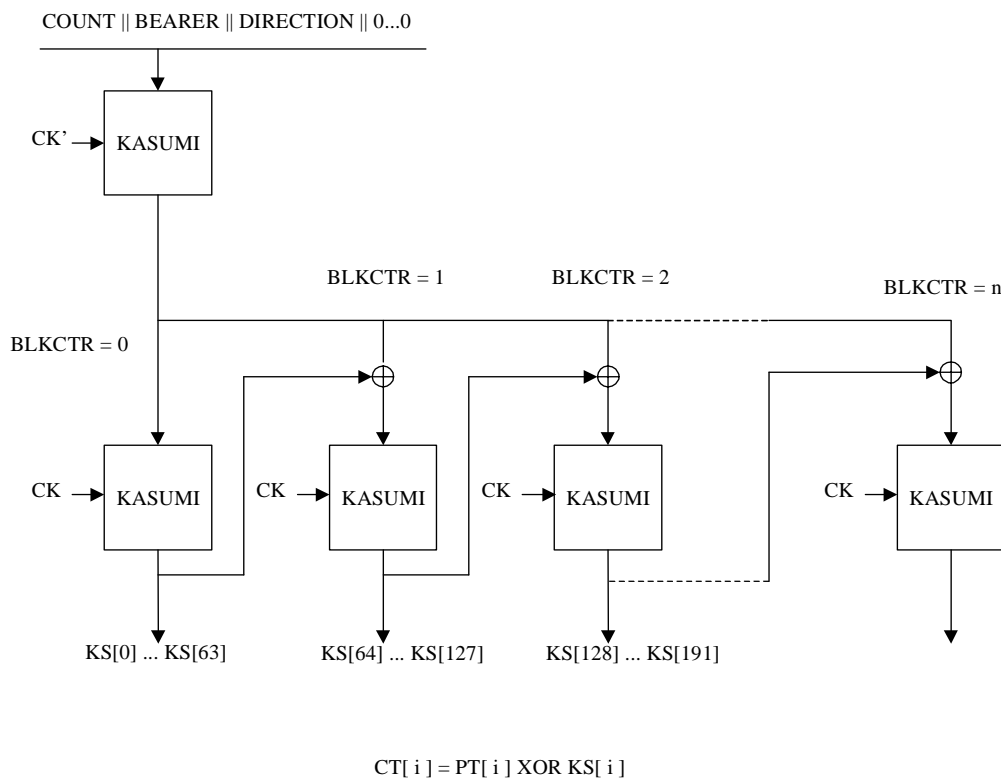 COUNT || BEARER || DIRECTION || 0...0
CK’
KASUMI
BLKCTR = 1
BLKCTR = 2
BLKCTR = n
BLKCTR = 0
CK
KASUMI
CK
KASUMI
CK
KASUMI
CK
KASUMI
KS[0] ... KS[63]
KS[64] ... KS[127]
KS[128] ... KS[191]
CT[ i ] = PT[ i ] XOR KS[ i ]